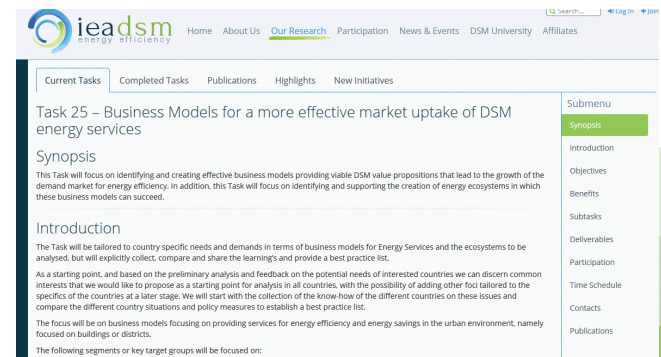 Search...
Log In
Join
ieadsm
energy efficiency
Home About Us Our Research Participation News & Events DSM University Affiliates
Current Tasks Completed Tasks Publications Highlights New Initiatives
Task 25 – Business Models for a more effective market uptake of DSM
energy services
Synopsis
This Task will focus on identifying and creating effective business models providing viable DSM value propositions that lead to the growth of the
demand market for energy efficiency. In addition, this Task will focus on identifying and supporting the creation of energy ecosystems in which
these business models can succeed.
Introduction
The Task will be tailored to country specific needs and demands in terms of business models for Energy Services and the ecosystems to be
analysed, but will explicitly collect, compare and share the learning's and provide a best practice list.
As a starting point, and based on the preliminary analysis and feedback on the potential needs of interested countries we can discern common
interests that we would like to propose as a starting point for analysis in all countries, with the possibility of adding other foci tailored to the
specifics of the countries at a later stage. We will start with the collection of the know-how of the different countries on these issues and
compare the different country situations and policy measures to establish a best practice list.
The focus will be on business models focusing on providing services for energy efficiency and energy savings in the urban environment, namely
focused on buildings or districts.
The following segments or key target groups will be focused on:
Submenu
Synopsis
Introduction
Objectives
Benefits
Subtasks
Deliverables
Participation
Time Schedule
Contacts
Publications